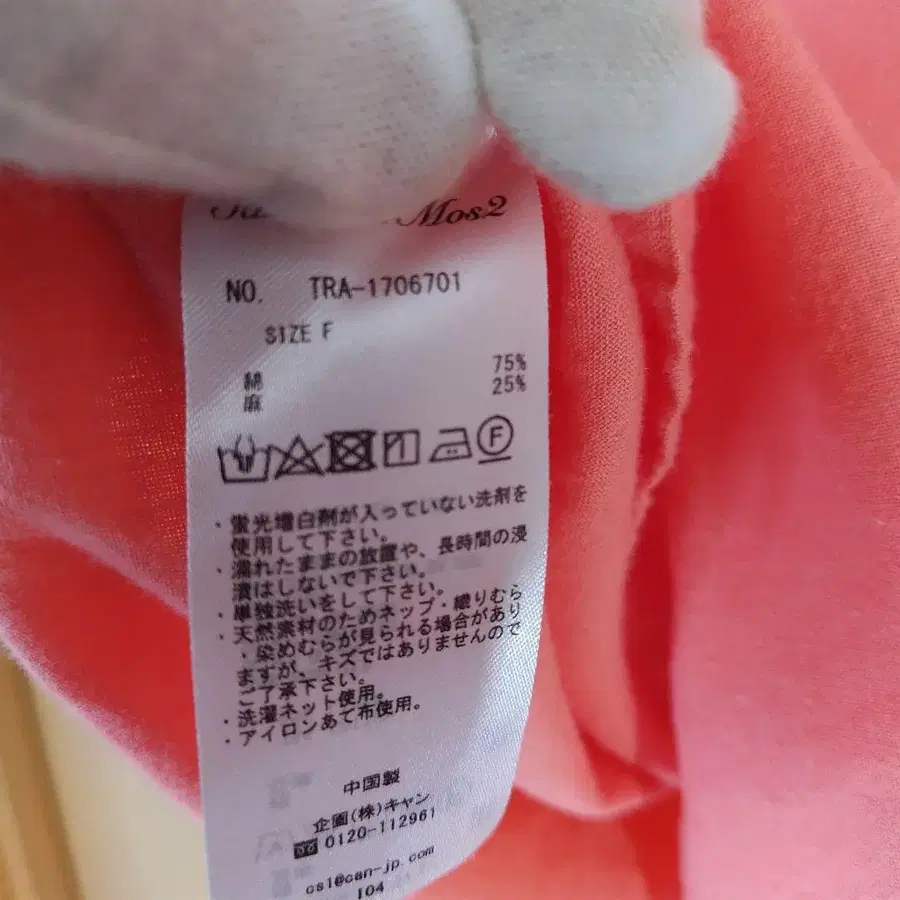 Mos2
NO. TRA-1706701
SIZE F
綿 75%
麻 25%
F
・蛍光増白剤が入っていない洗剤を
使用して下さい。
・濡れたままの放置や、長時間の浸
漬はしないで下さい。
・単独洗いをして下さい。
・天然素材のためネップ・織りむら
・染めむらが見られる場合があり
ますが、キズではありませんので
ご了承下さい。
・洗濯ネット使用。
・アイロンあて布使用。
中国製
企画(株)キャン
0120-112961
cs1@can-jp.com
104